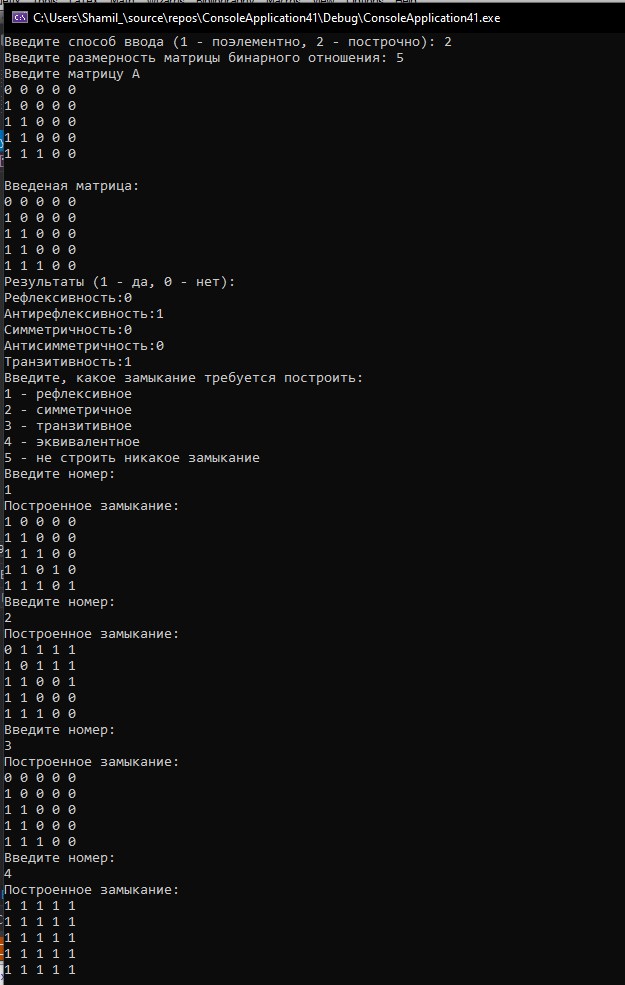 C:\Users\Shamil_\source\repos\ConsoleApplication41\Debug\ConsoleApplication41.exe
Введите способ ввода (1 - поэлементно, 2 - построчно): 2
Введите размерность матрицы бинарного отношения: 5
Введите матрицу A
0 0 0 0 0
1 0 0 0 0
1 1 0 0 0
1 1 0 0 0
1 1 1 0 0
Введеная матрица:
0 0 0 0 0
1 0 0 0 0
1 1 0 0 0
1 1 0 0 0
1 1 1 0 0
Результаты (1 - да, 0 - нет):
Рефлексивность:0
Антирефлексивность:1
Симметричность:0
Антисимметричность:0
Транзитивность:1
Введите, какое замыкание требуется построить:
1 - рефлексивное
2 - симметричное
3 - транзитивное
4 - эквивалентное
5 - не строить никакое замыкание
Введите номер:
1
Построенное замыкание:
1 0 0 0 0
1 1 0 0 0
1 1 1 0 0
1 1 0 1 0
1 1 1 0 1
Введите номер:
2
Построенное замыкание:
0 1 1 1 1
1 0 1 1 1
1 1 0 0 1
1 1 0 0 0
1 1 1 0 0
Введите номер:
3
Построенное замыкание:
0 0 0 0 0
1 0 0 0 0
1 1 0 0 0
1 1 0 0 0
1 1 1 0 0
Введите номер:
4
Построенное замыкание:
1 1 1 1 1
1 1 1 1 1
1 1 1 1 1
1 1 1 1 1
1 1 1 1 1